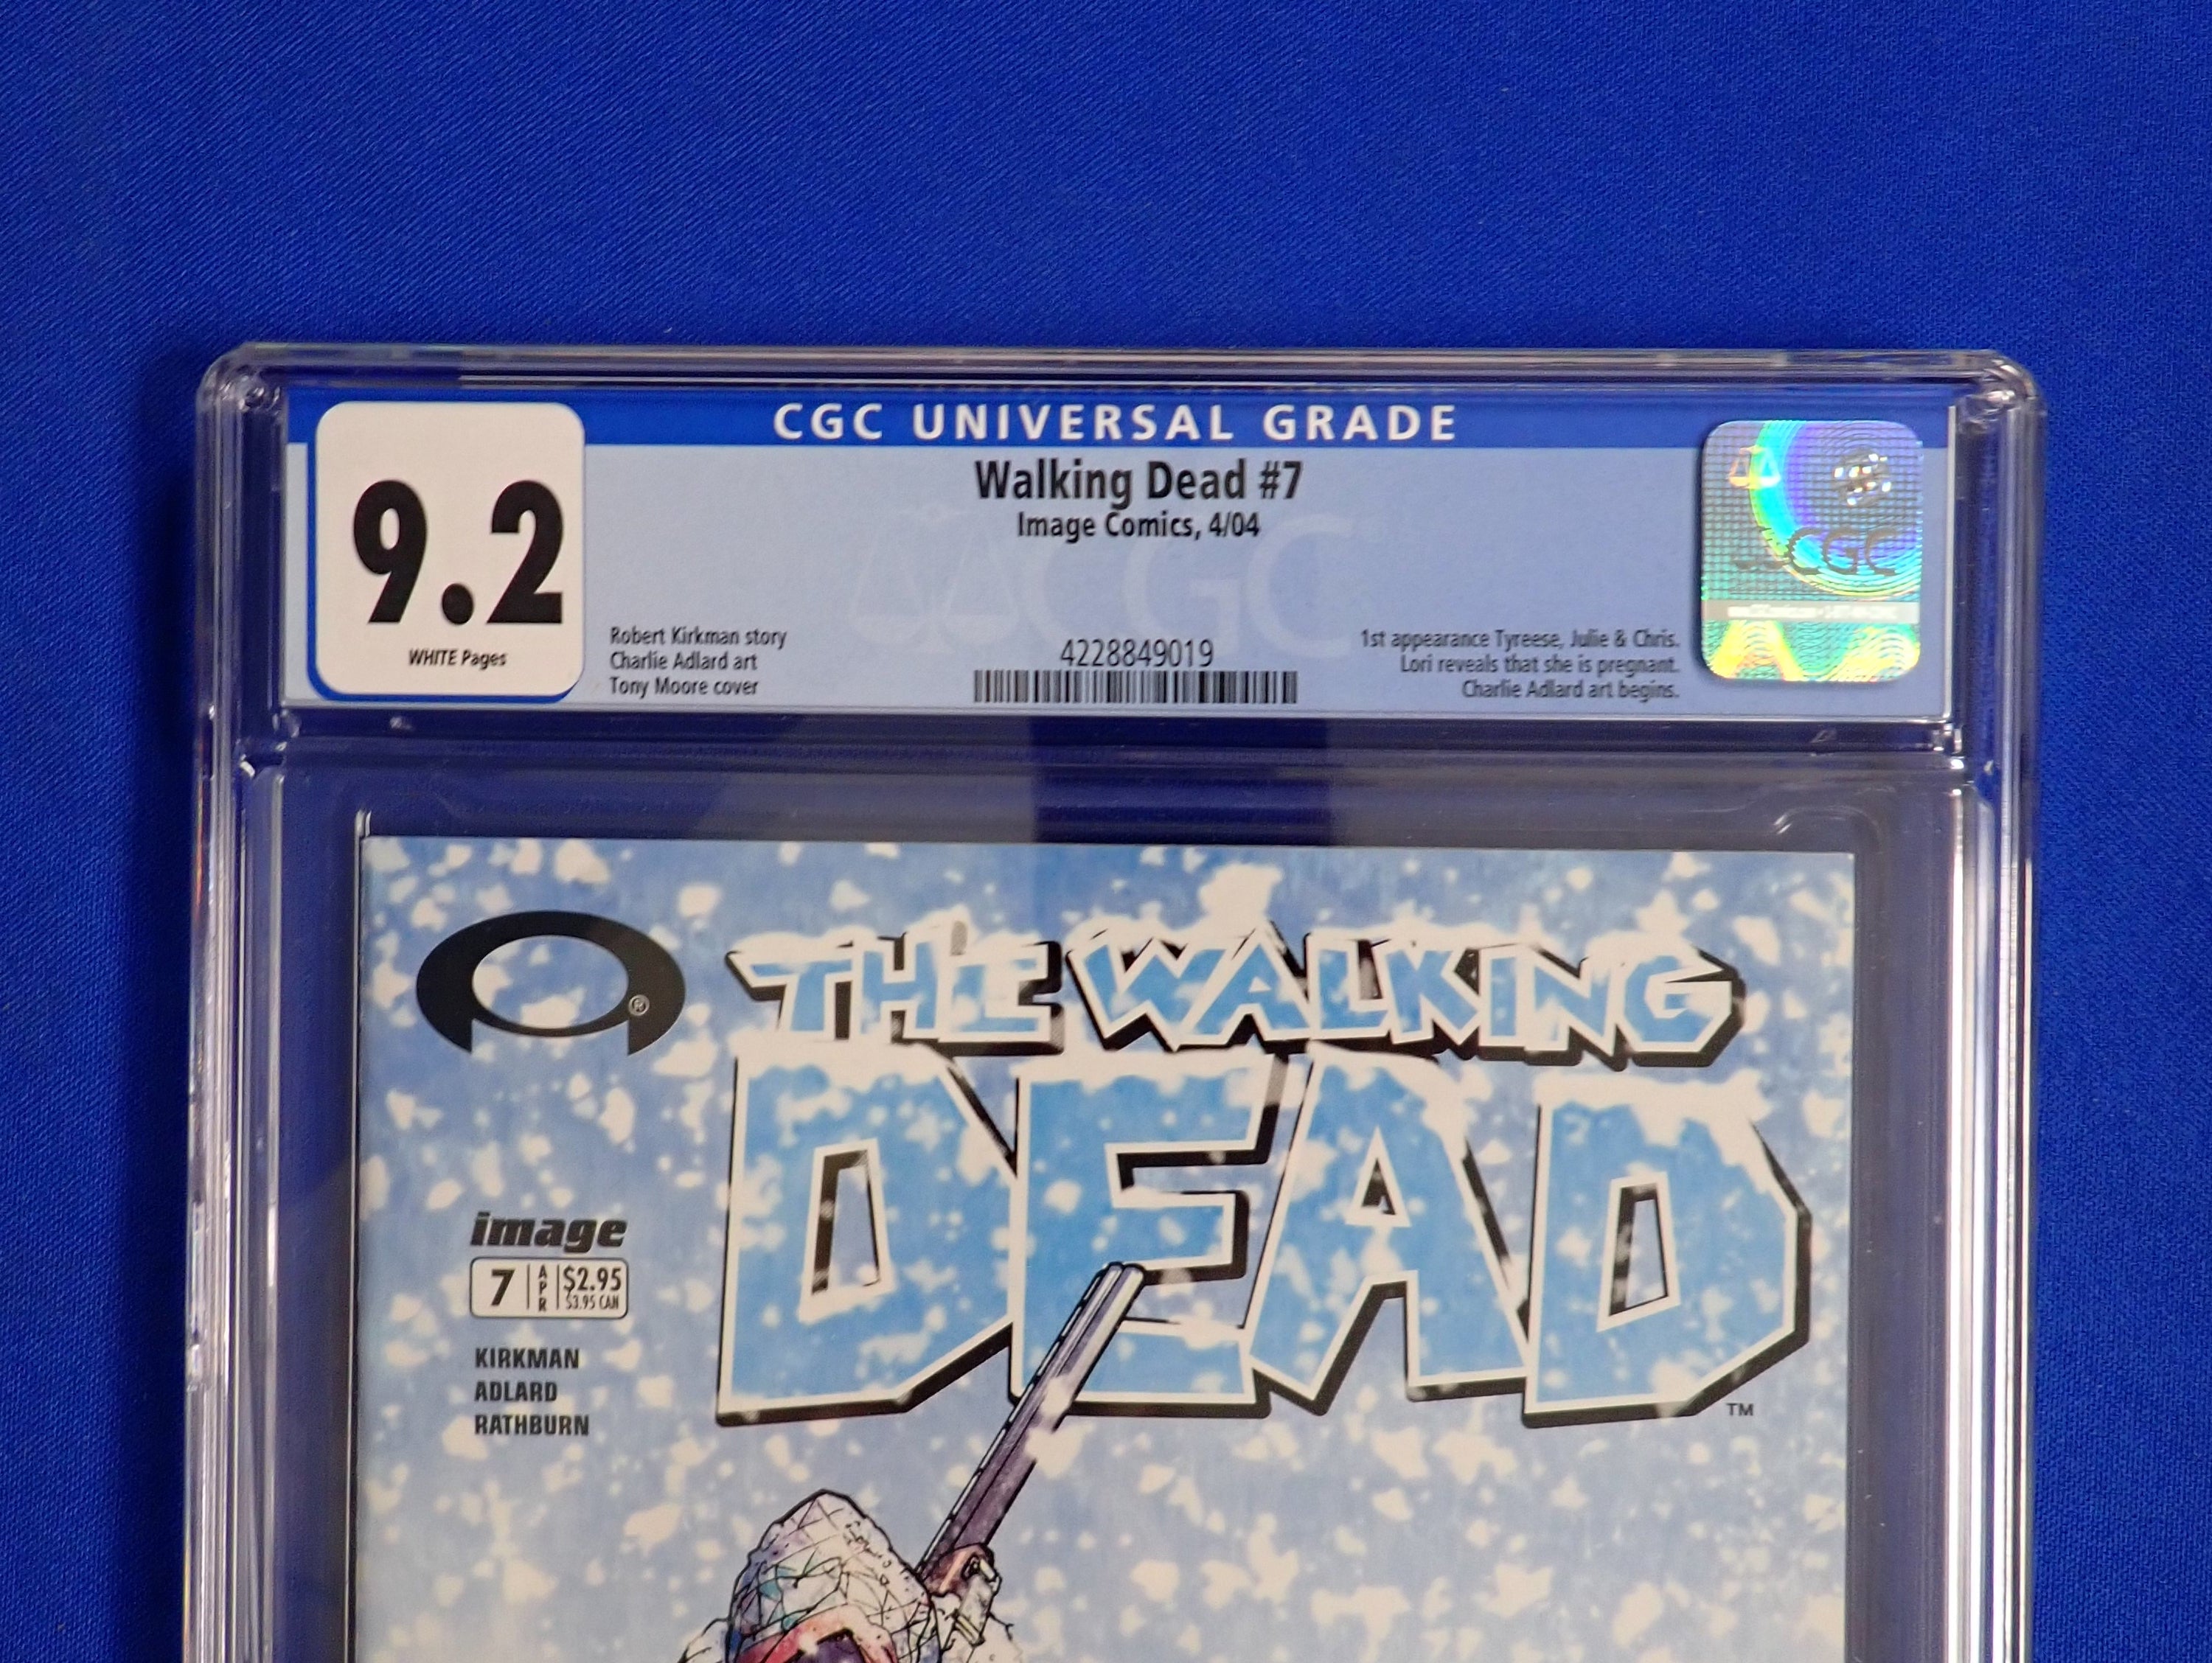 CGC UNIVERSAL GRADE
9.2
WHITE Pages
Walking Dead #7
Image Comics, 4/04
Robert Kirkman story
Charlie Adlard art
Tony Moore cover
4228849019
1st appearance Tyreese, Julie & Chris.
Lori reveals that she is pregnant.
Charlie Adlard art begins.
CGC
CGC
®
THE WALKING
DEAD
TM
image
7 APR $2.95
$3.95 CAN
KIRKMAN
ADLARD
RATHBURN